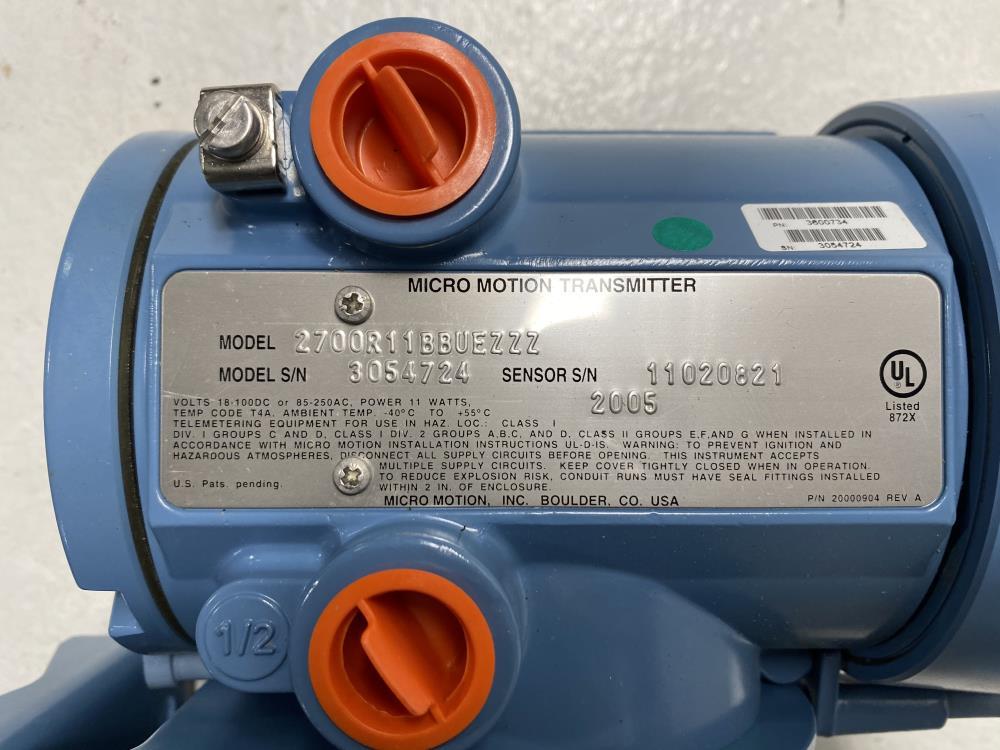 PN: 3600734
SN: 3054724
MICRO MOTION TRANSMITTER
MODEL 2700R11BBUEZZZ
MODEL S/N 3054724 SENSOR S/N 11020821
2005
VOLTS 18-100DC or 85-250AC, POWER 11 WATTS,
TEMP CODE T4A. AMBIENT TEMP. -40°C TO +55°C
TELEMETERING EQUIPMENT FOR USE IN HAZ. LOC.: CLASS I
DIV. I GROUPS C AND D, CLASS I DIV. 2 GROUPS A,B,C, AND D, CLASS II GROUPS E,F,AND G WHEN INSTALLED IN
ACCORDANCE WITH MICRO MOTION INSTALLATION INSTRUCTIONS UL-D-IS. WARNING: TO PREVENT IGNITION AND
HAZARDOUS ATMOSPHERES, DISCONNECT ALL SUPPLY CIRCUITS BEFORE OPENING. THIS INSTRUMENT ACCEPTS
MULTIPLE SUPPLY CIRCUITS. KEEP COVER TIGHTLY CLOSED WHEN IN OPERATION.
TO REDUCE EXPLOSION RISK, CONDUIT RUNS MUST HAVE SEAL FITTINGS INSTALLED
WITHIN 2 IN. OF ENCLOSURE.
U.S. Pats. pending.
MICRO MOTION, INC. BOULDER, CO. USA
P/N 20000904 REV A
UL
Listed
872X
1/2